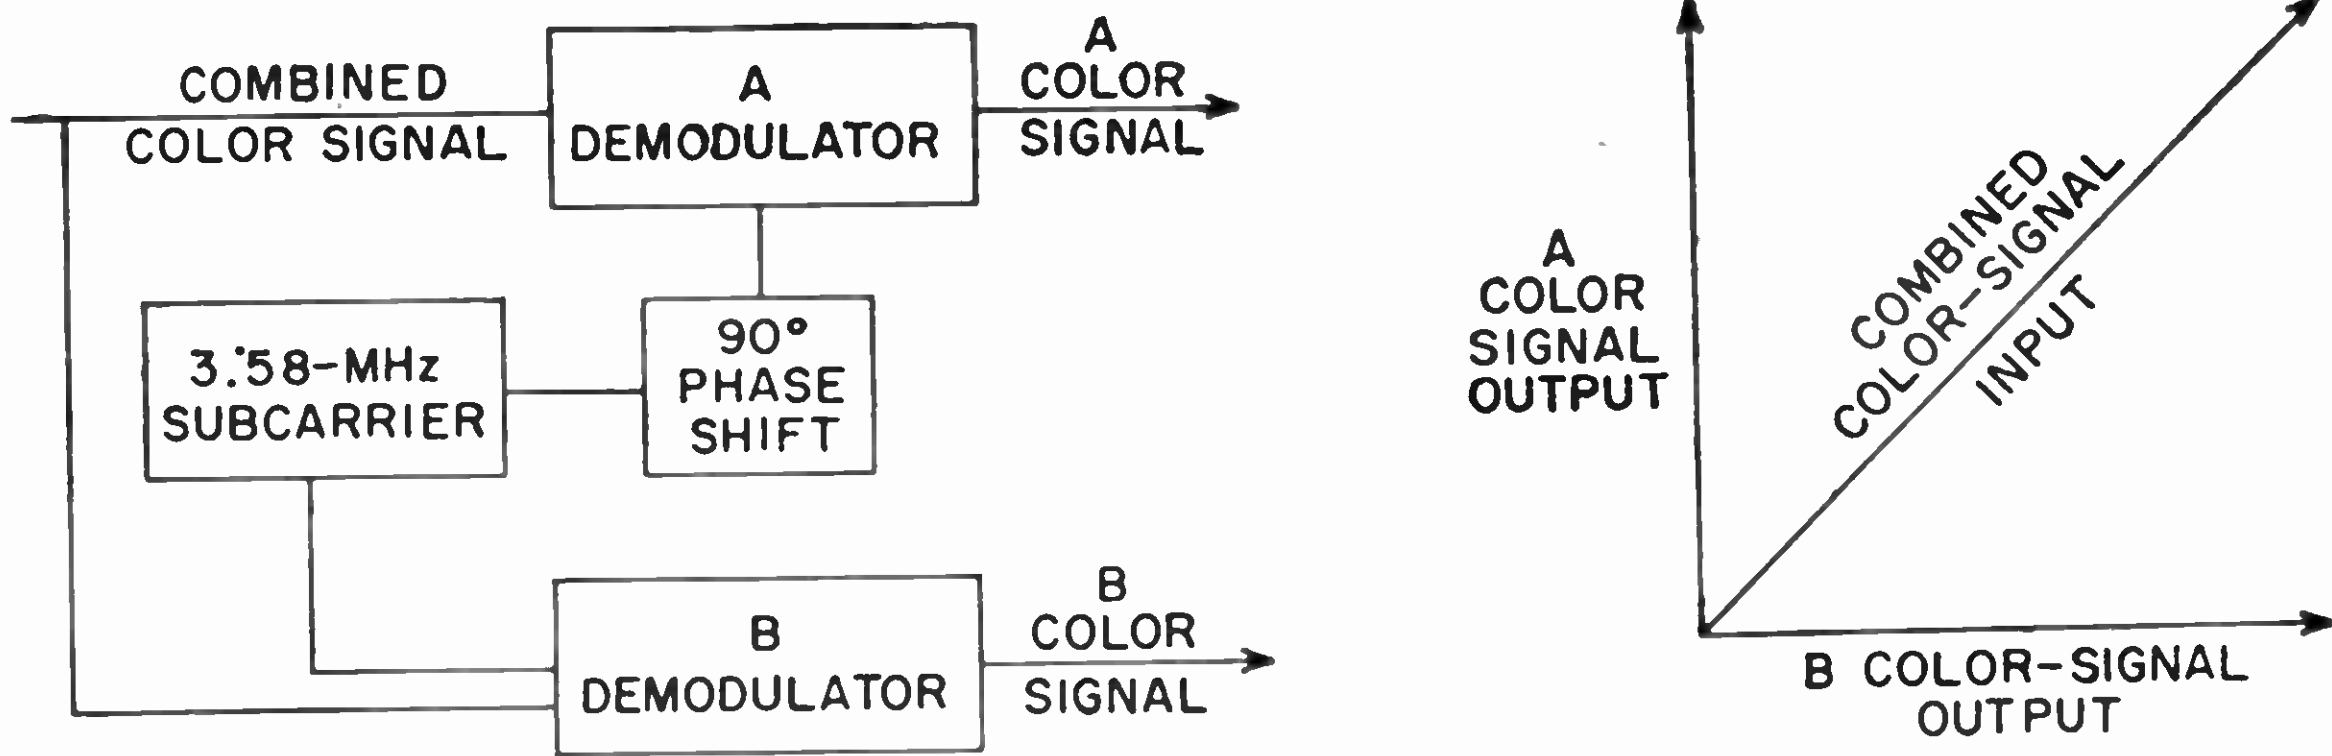 COMBINED
COLOR SIGNAL
A
DEMODULATOR
A
COLOR
SIGNAL
3.58-MHz
SUBCARRIER
90°
PHASE
SHIFT
B
DEMODULATOR
B
COLOR
SIGNAL
A
COLOR
SIGNAL
OUTPUT
COMBINED
COLOR-SIGNAL
INPUT
B COLOR-SIGNAL
OUTPUT